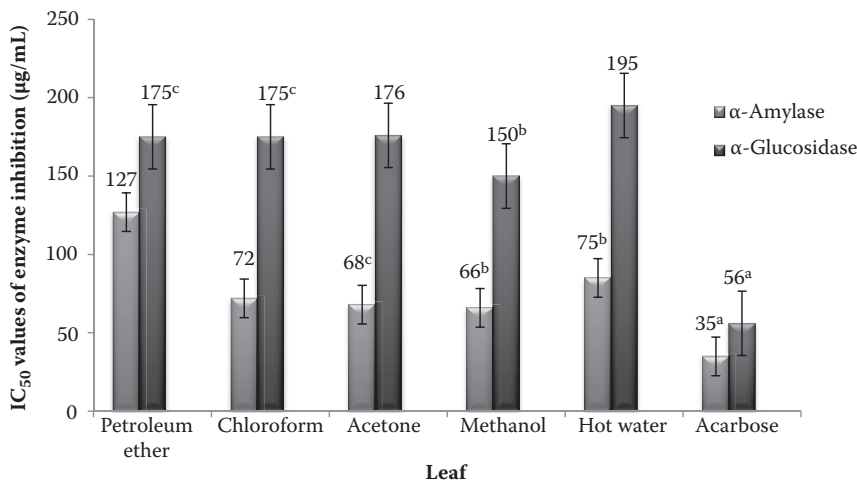 IC50 values of enzyme inhibition (µg/mL)
250
200
150
100
50
0
127
175ᶜ
72
175ᶜ
68ᶜ
176
66ᵇ
150ᵇ
75ᵇ
195
35ᵃ
56ᵃ
α-Amylase
α-Glucosidase
Petroleum
ether
Chloroform
Acetone
Methanol
Hot water
Acarbose
Leaf